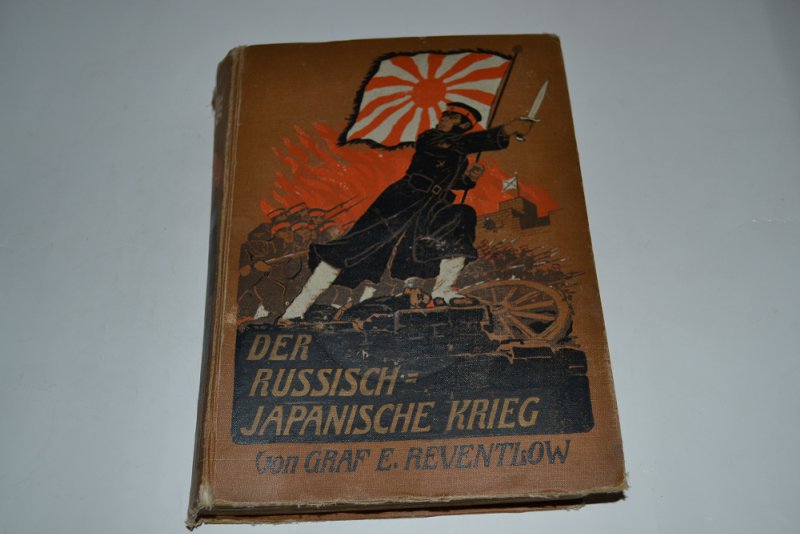 DER
RUSSISCH=
JAPANISCHE KRIEG
von GRAF E. REVENTLOW